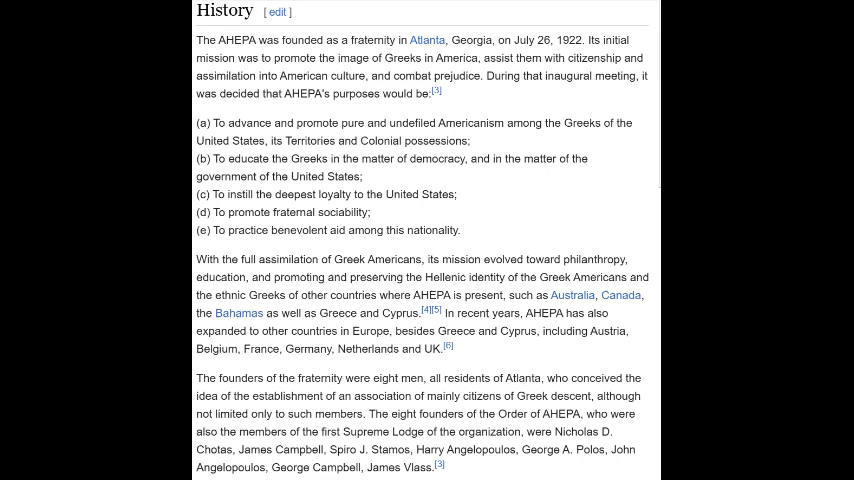 History [ edit ]
The AHEPA was founded as a fraternity in Atlanta, Georgia, on July 26, 1922. Its initial
mission was to promote the image of Greeks in America, assist them with citizenship and
assimilation into American culture, and combat prejudice. During that inaugural meeting, it
was decided that AHEPA's purposes would be:[3]
(a) To advance and promote pure and undefiled Americanism among the Greeks of the
United States, its Territories and Colonial possessions;
(b) To educate the Greeks in the matter of democracy, and in the matter of the
government of the United States;
(c) To instill the deepest loyalty to the United States;
(d) To promote fraternal sociability;
(e) To practice benevolent aid among this nationality.
With the full assimilation of Greek Americans, its mission evolved toward philanthropy,
education, and promoting and preserving the Hellenic identity of the Greek Americans and
the ethnic Greeks of other countries where AHEPA is present, such as Australia, Canada,
the Bahamas as well as Greece and Cyprus.[4][5] In recent years, AHEPA has also
expanded to other countries in Europe, besides Greece and Cyprus, including Austria,
Belgium, France, Germany, Netherlands and UK.[6]
The founders of the fraternity were eight men, all residents of Atlanta, who conceived the
idea of the establishment of an association of mainly citizens of Greek descent, although
not limited only to such members. The eight founders of the Order of AHEPA, who were
also the members of the first Supreme Lodge of the organization, were Nicholas D.
Chotas, James Campbell, Spiro J. Stamos, Harry Angelopoulos, George A. Polos, John
Angelopoulos, George Campbell, James Vlass.[3]